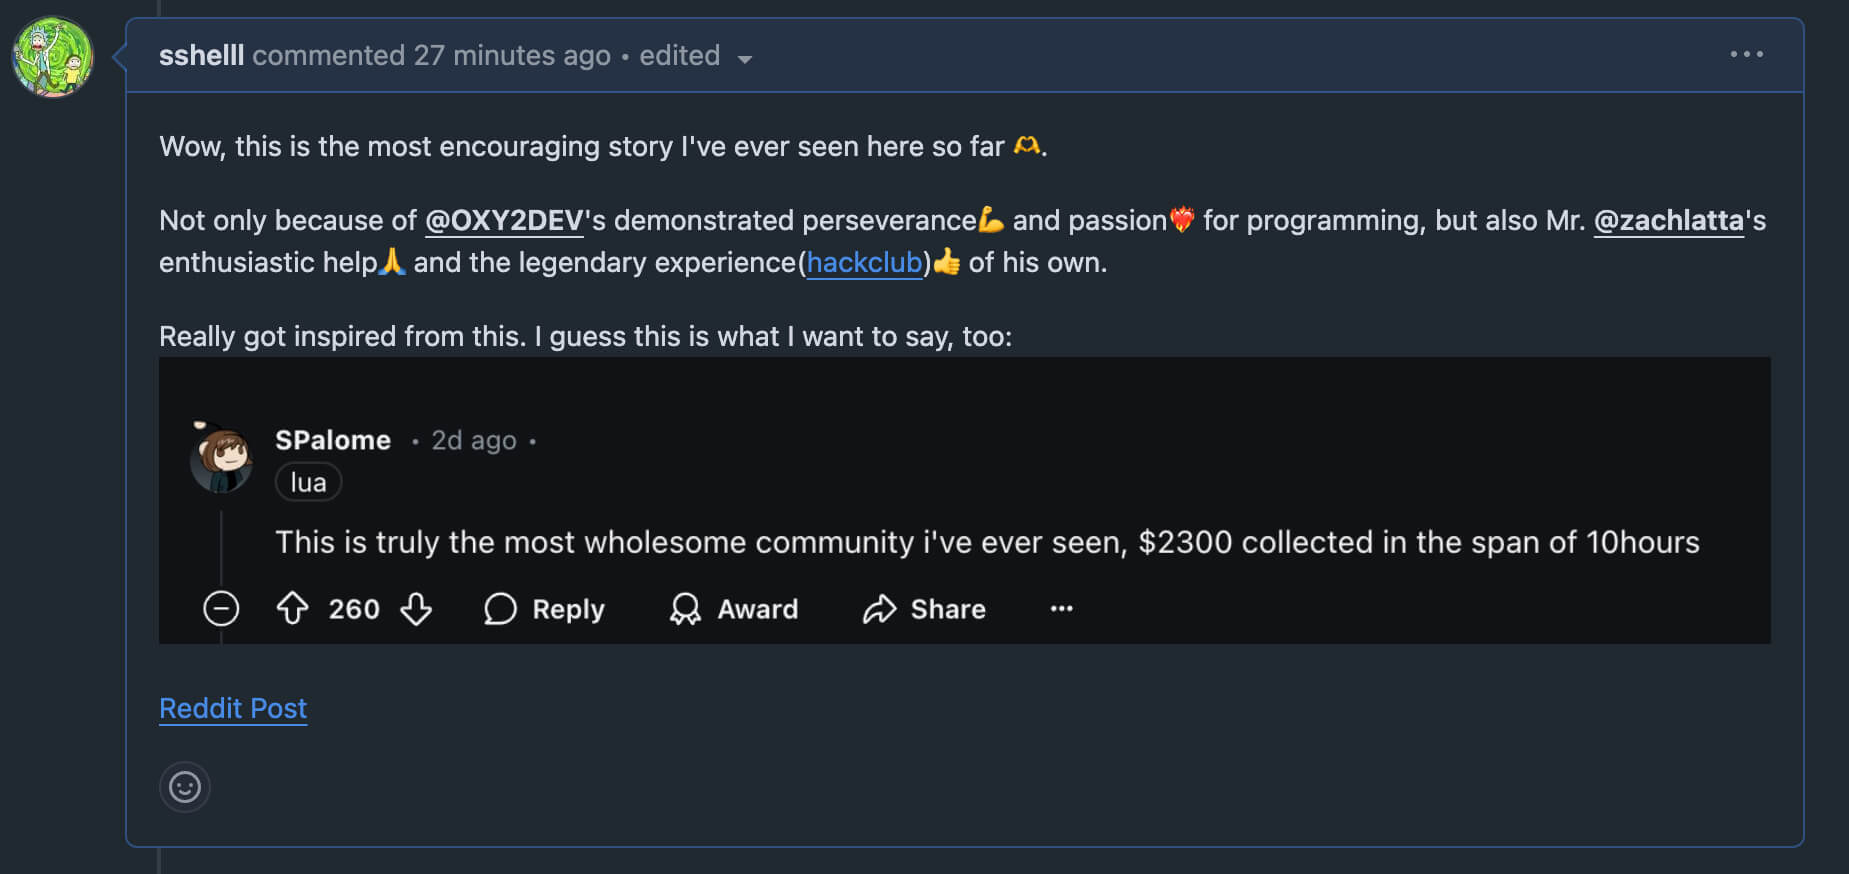 sshelll commented 27 minutes ago • edited
Wow, this is the most encouraging story I've ever seen here so far 🫶.
Not only because of @OXY2DEV's demonstrated perseverance💪 and passion❤️‍🔥 for programming, but also Mr. @zachlatta's
enthusiastic help🙏 and the legendary experience(hackclub)👍 of his own.
Really got inspired from this. I guess this is what I want to say, too:
SPalome • 2d ago •
lua
This is truly the most wholesome community i've ever seen, $2300 collected in the span of 10hours
260 Reply Award Share
Reddit Post